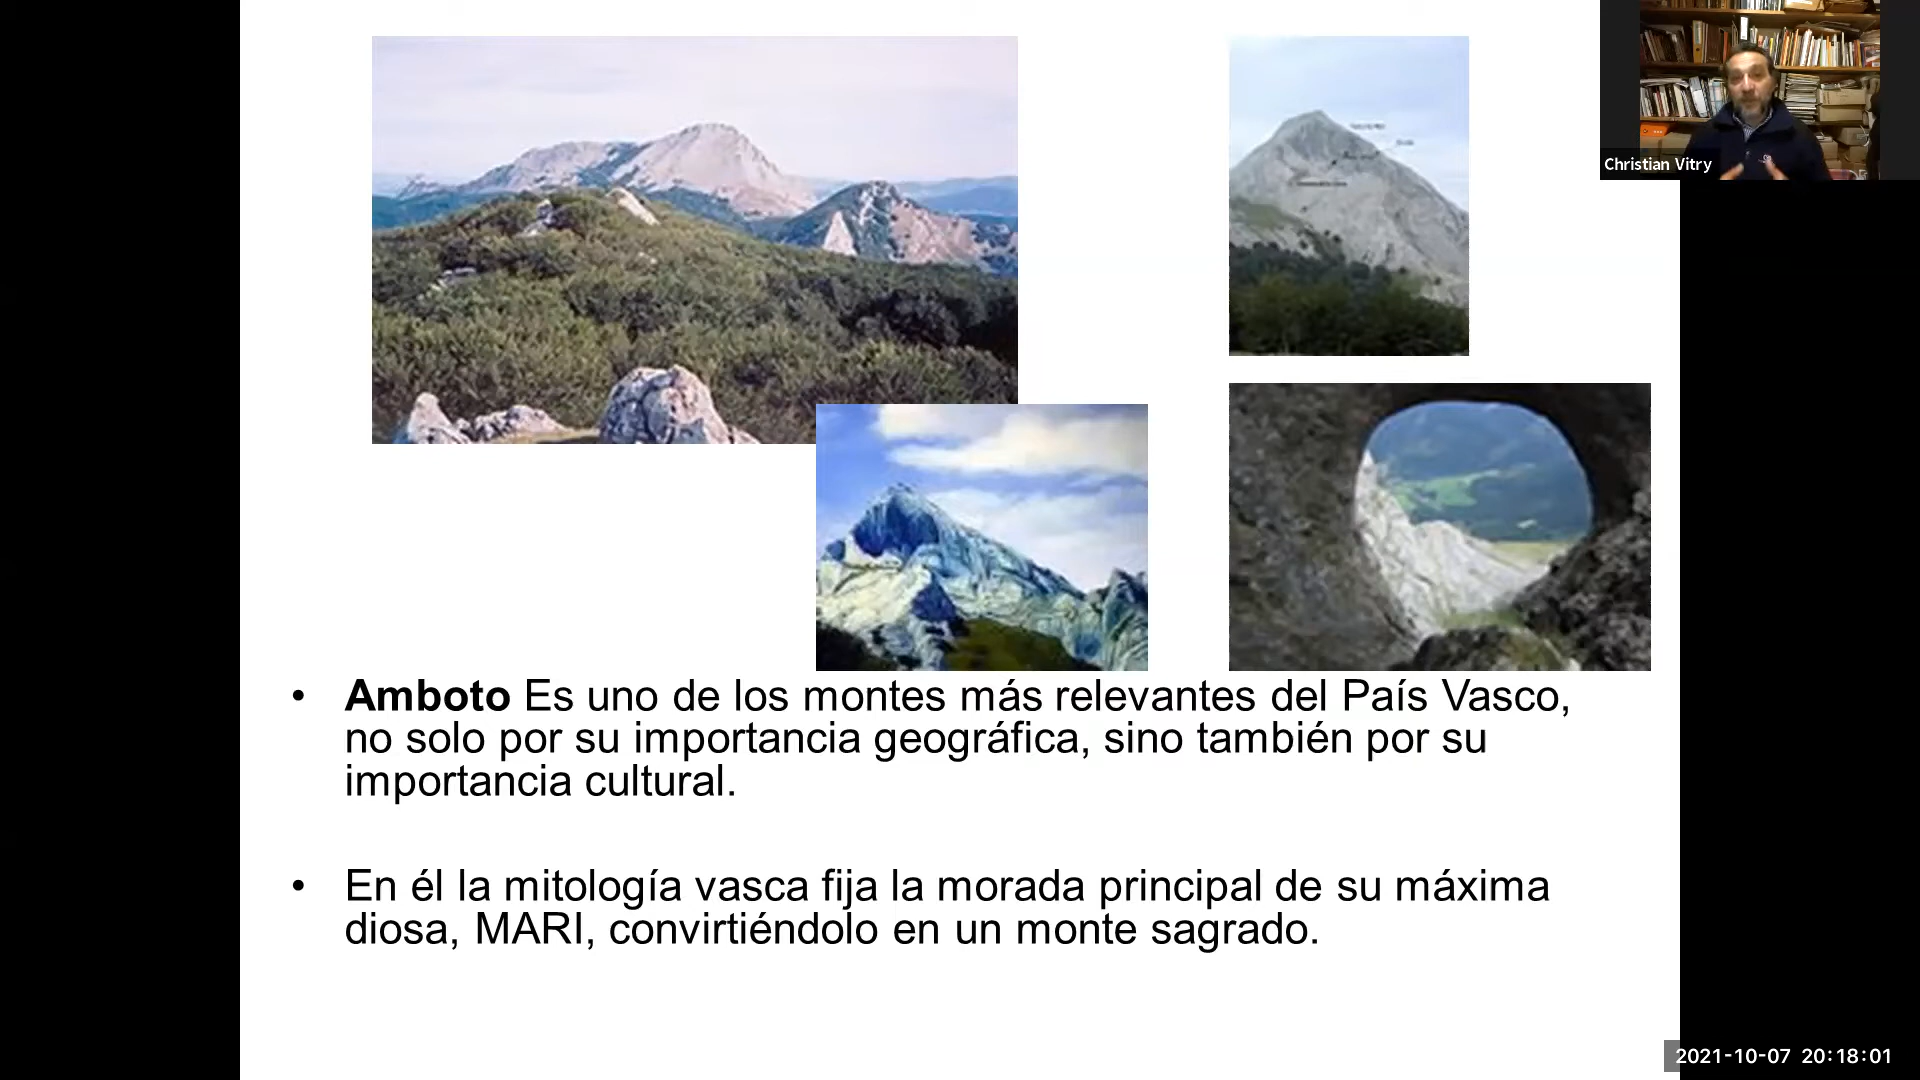 Christian Vitry
• Amboto Es uno de los montes más relevantes del País Vasco,
no solo por su importancia geográfica, sino también por su
importancia cultural.
• En él la mitología vasca fija la morada principal de su máxima
diosa, MARI, convirtiéndolo en un monte sagrado.
2021-10-07 20:18:01